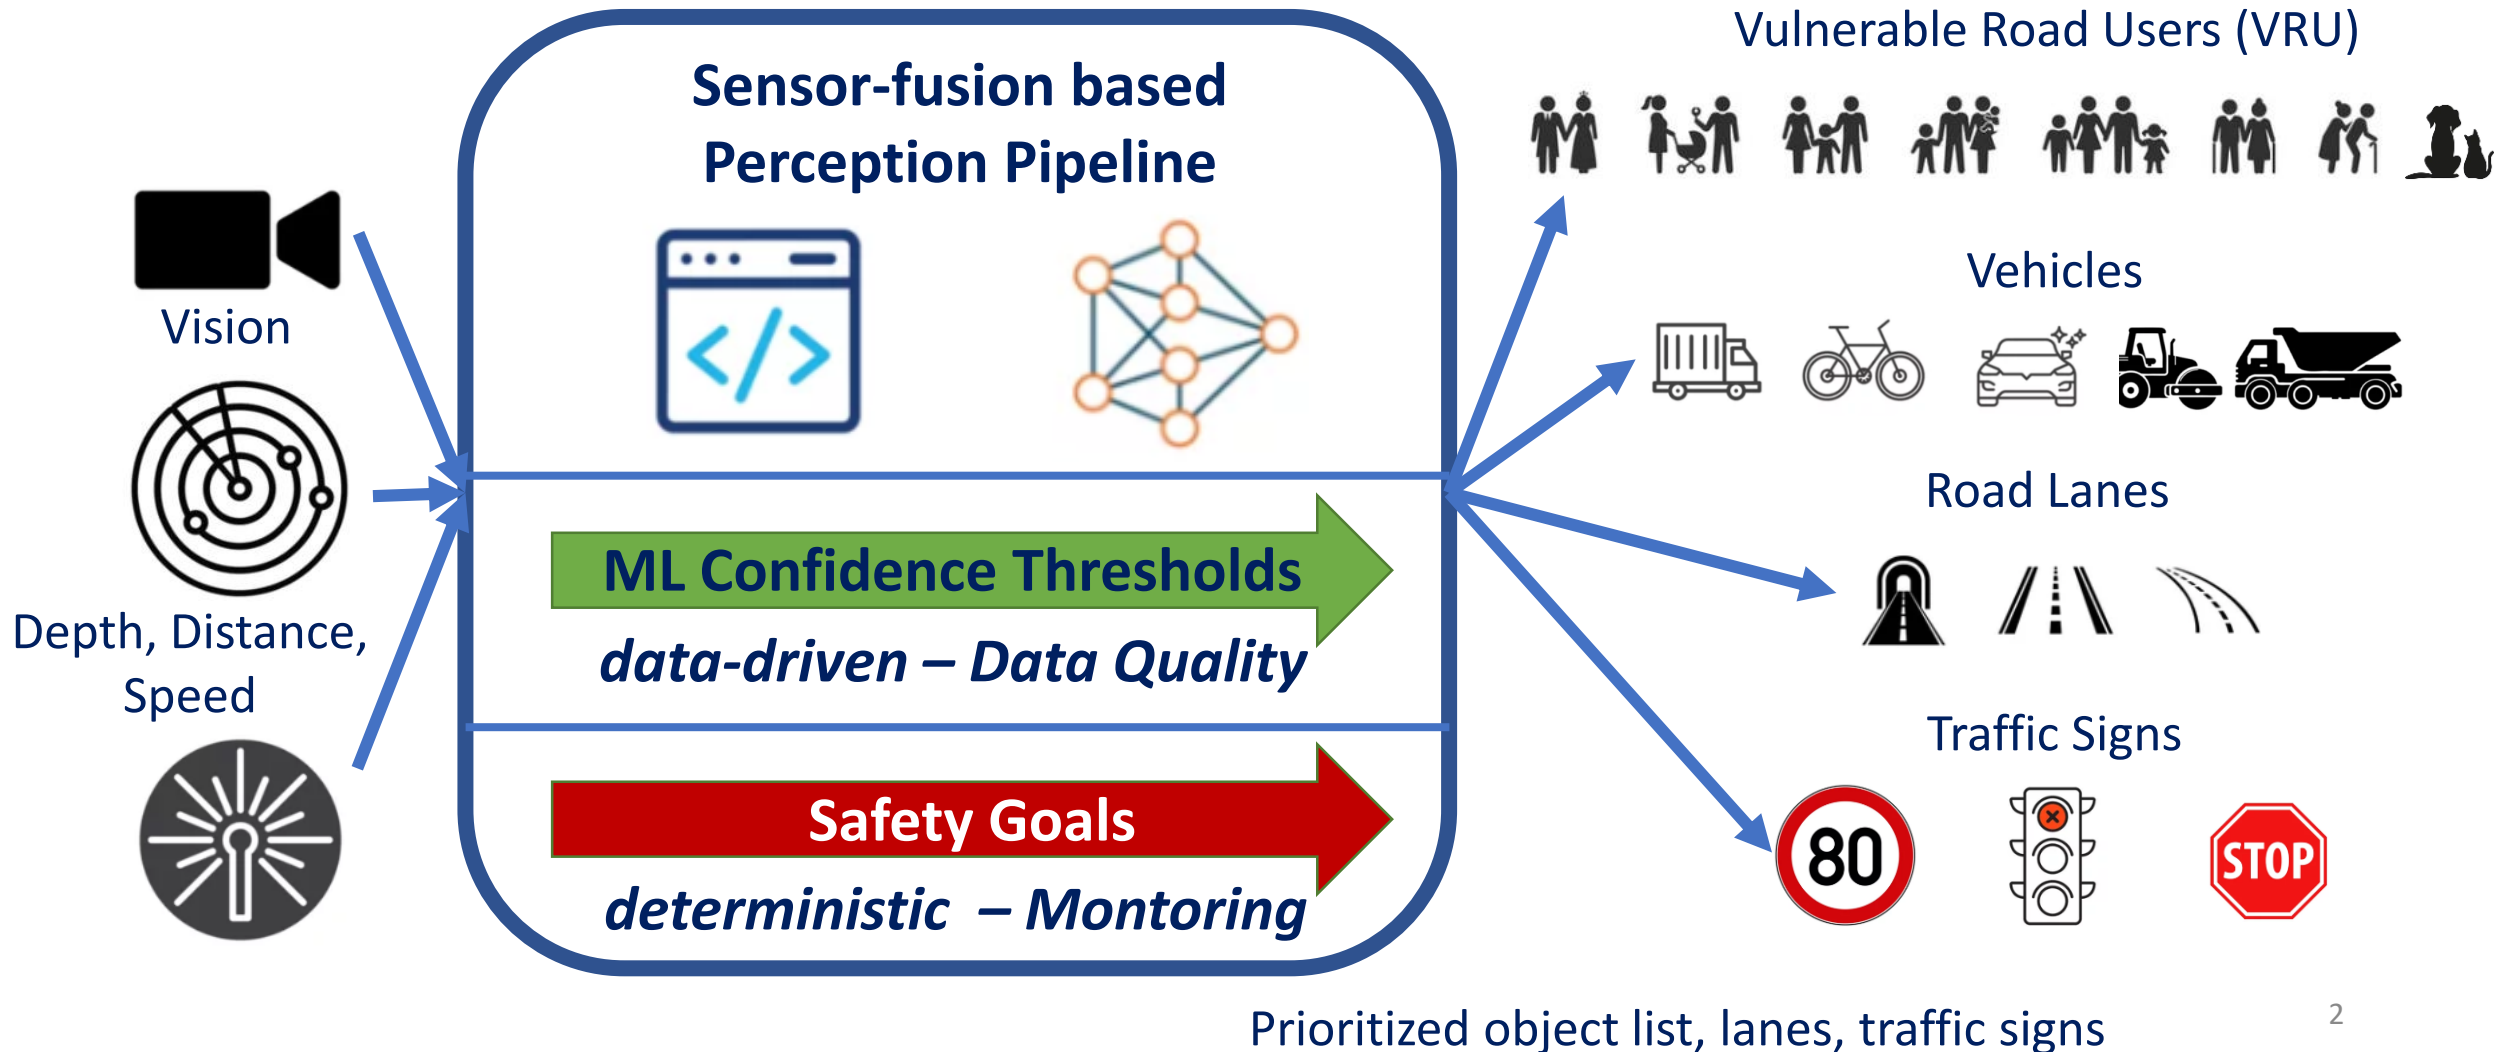 Vision
Depth, Distance,
Speed
Sensor-fusion based
Perception Pipeline
</>
ML Confidence Thresholds
data-driven – Data Quality
Safety Goals
deterministic – Montoring
Vulnerable Road Users (VRU)
Vehicles
Road Lanes
Traffic Signs
80
STOP
Prioritized object list, lanes, traffic signs
2